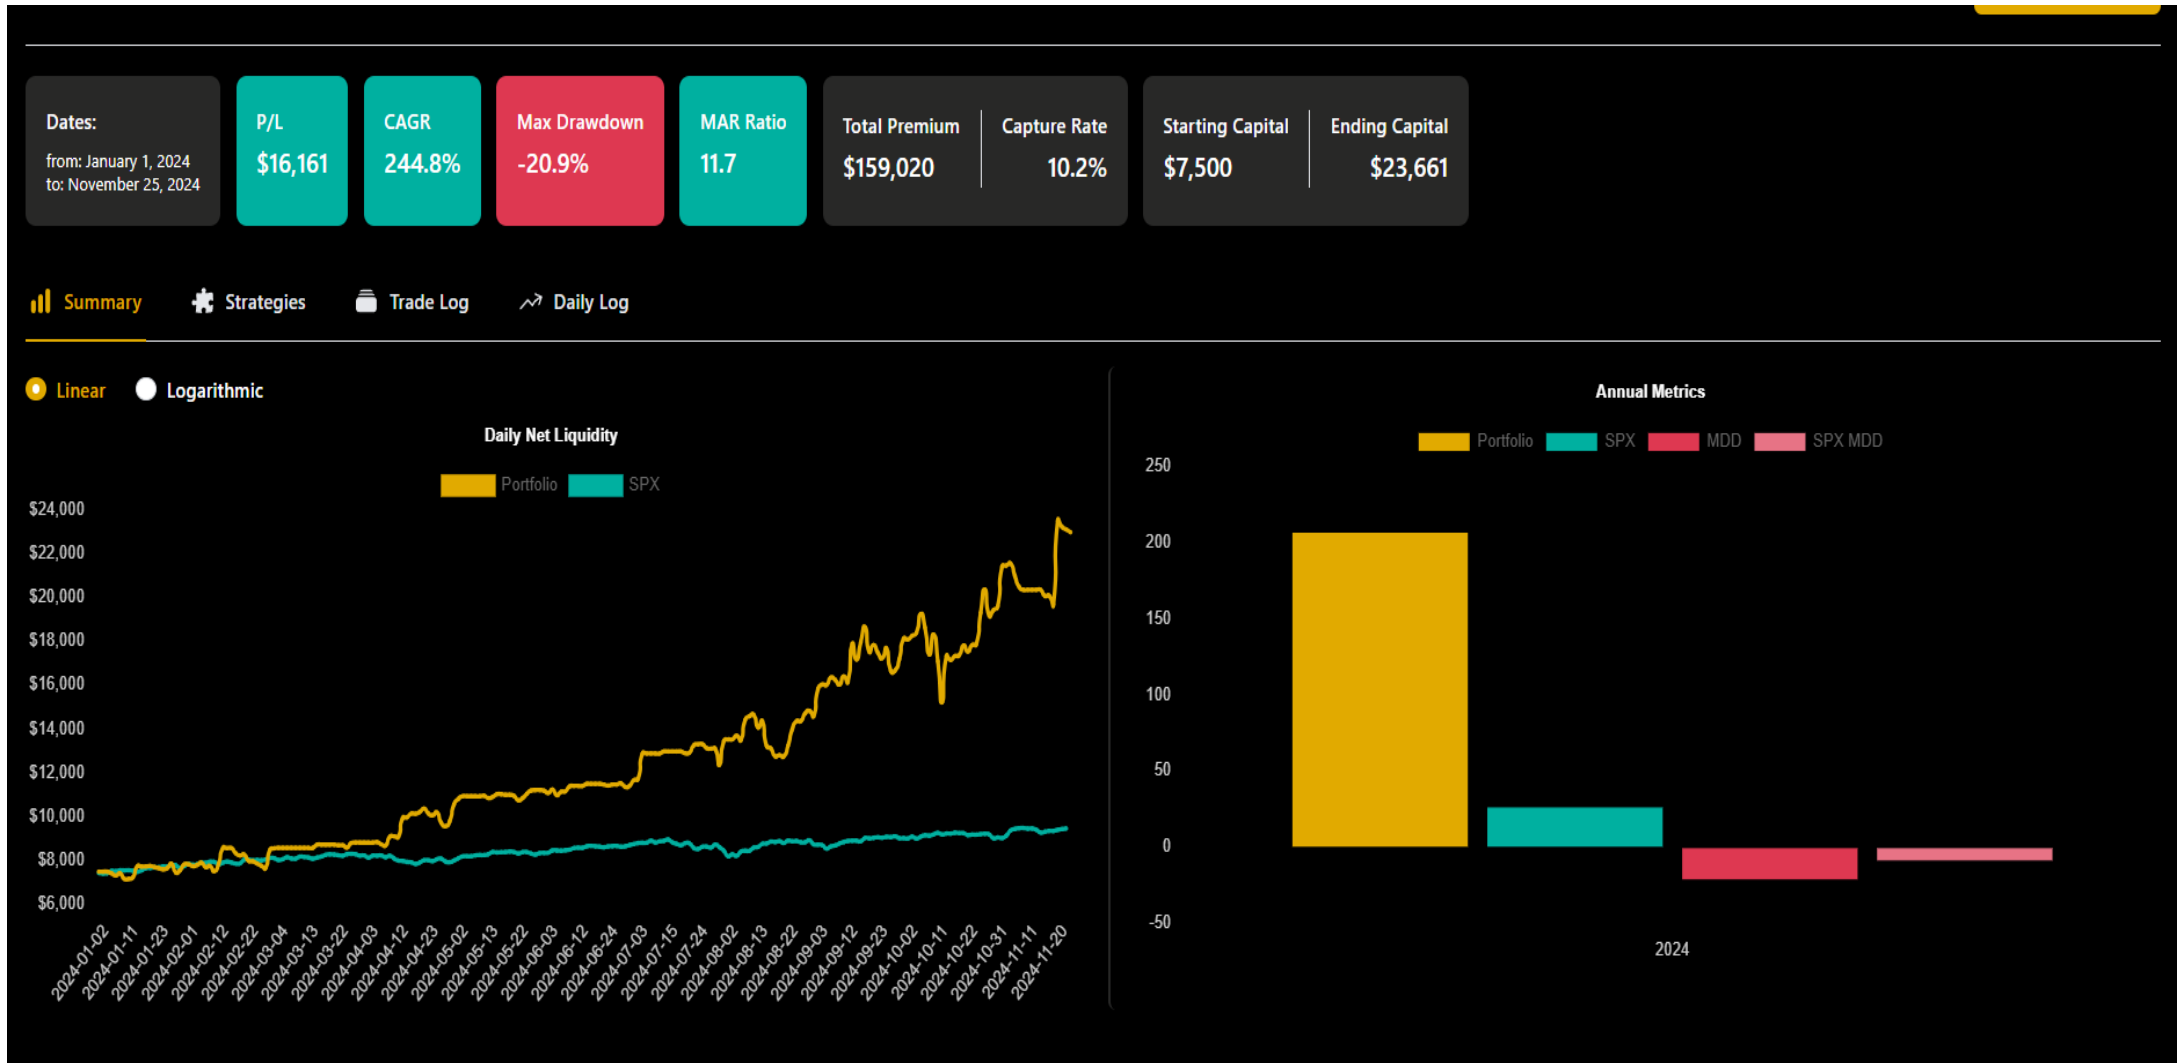 Dates:
from: January 1, 2024
to: November 25, 2024
P/L
$16,161
CAGR
244.8%
Max Drawdown
-20.9%
MAR Ratio
11.7
Total Premium
$159,020
Capture Rate
10.2%
Starting Capital
$7,500
Ending Capital
$23,661
Summary
Strategies
Trade Log
Daily Log
Linear
Logarithmic
Daily Net Liquidity
Portfolio
SPX
$24,000
$22,000
$20,000
$18,000
$16,000
$14,000
$12,000
$10,000
$8,000
$6,000
2024-01-02
2024-01-11
2024-01-23
2024-02-01
2024-02-12
2024-02-22
2024-03-04
2024-03-13
2024-03-22
2024-04-03
2024-04-12
2024-04-23
2024-05-02
2024-05-13
2024-05-22
2024-06-03
2024-06-12
2024-06-24
2024-07-03
2024-07-15
2024-07-24
2024-08-02
2024-08-13
2024-08-22
2024-09-03
2024-09-12
2024-09-23
2024-10-02
2024-10-11
2024-10-22
2024-10-31
2024-11-11
2024-11-20
Annual Metrics
Portfolio
SPX
MDD
SPX MDD
250
200
150
100
50
0
-50
2024